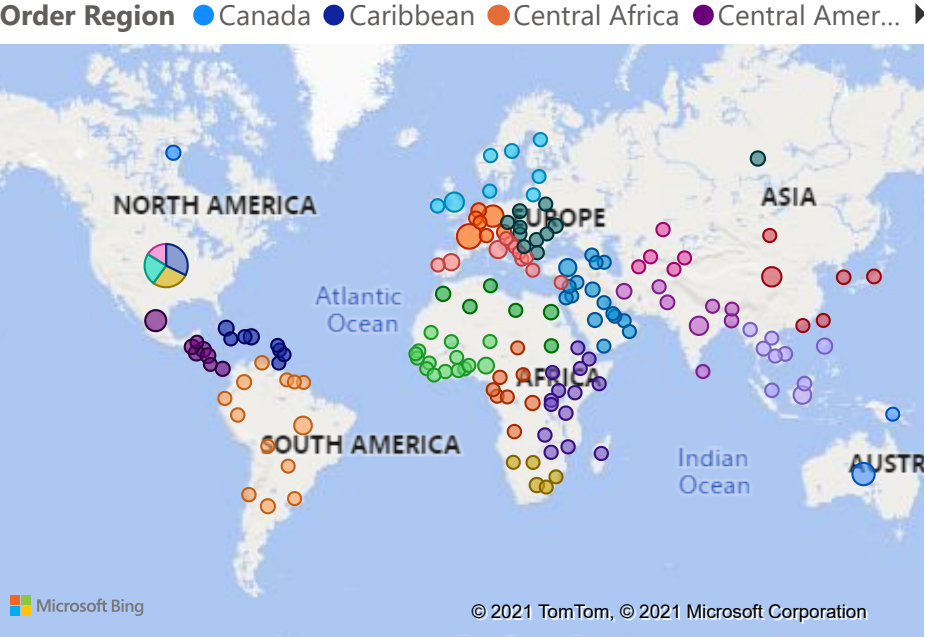 Order Region Canada Caribbean Central Africa Central Amer...
NORTH AMERICA
ASIA
EUROPE
Atlantic
Ocean
AFRICA
SOUTH AMERICA
Indian
Ocean
AUSTR
Microsoft Bing
© 2021 TomTom, © 2021 Microsoft Corporation